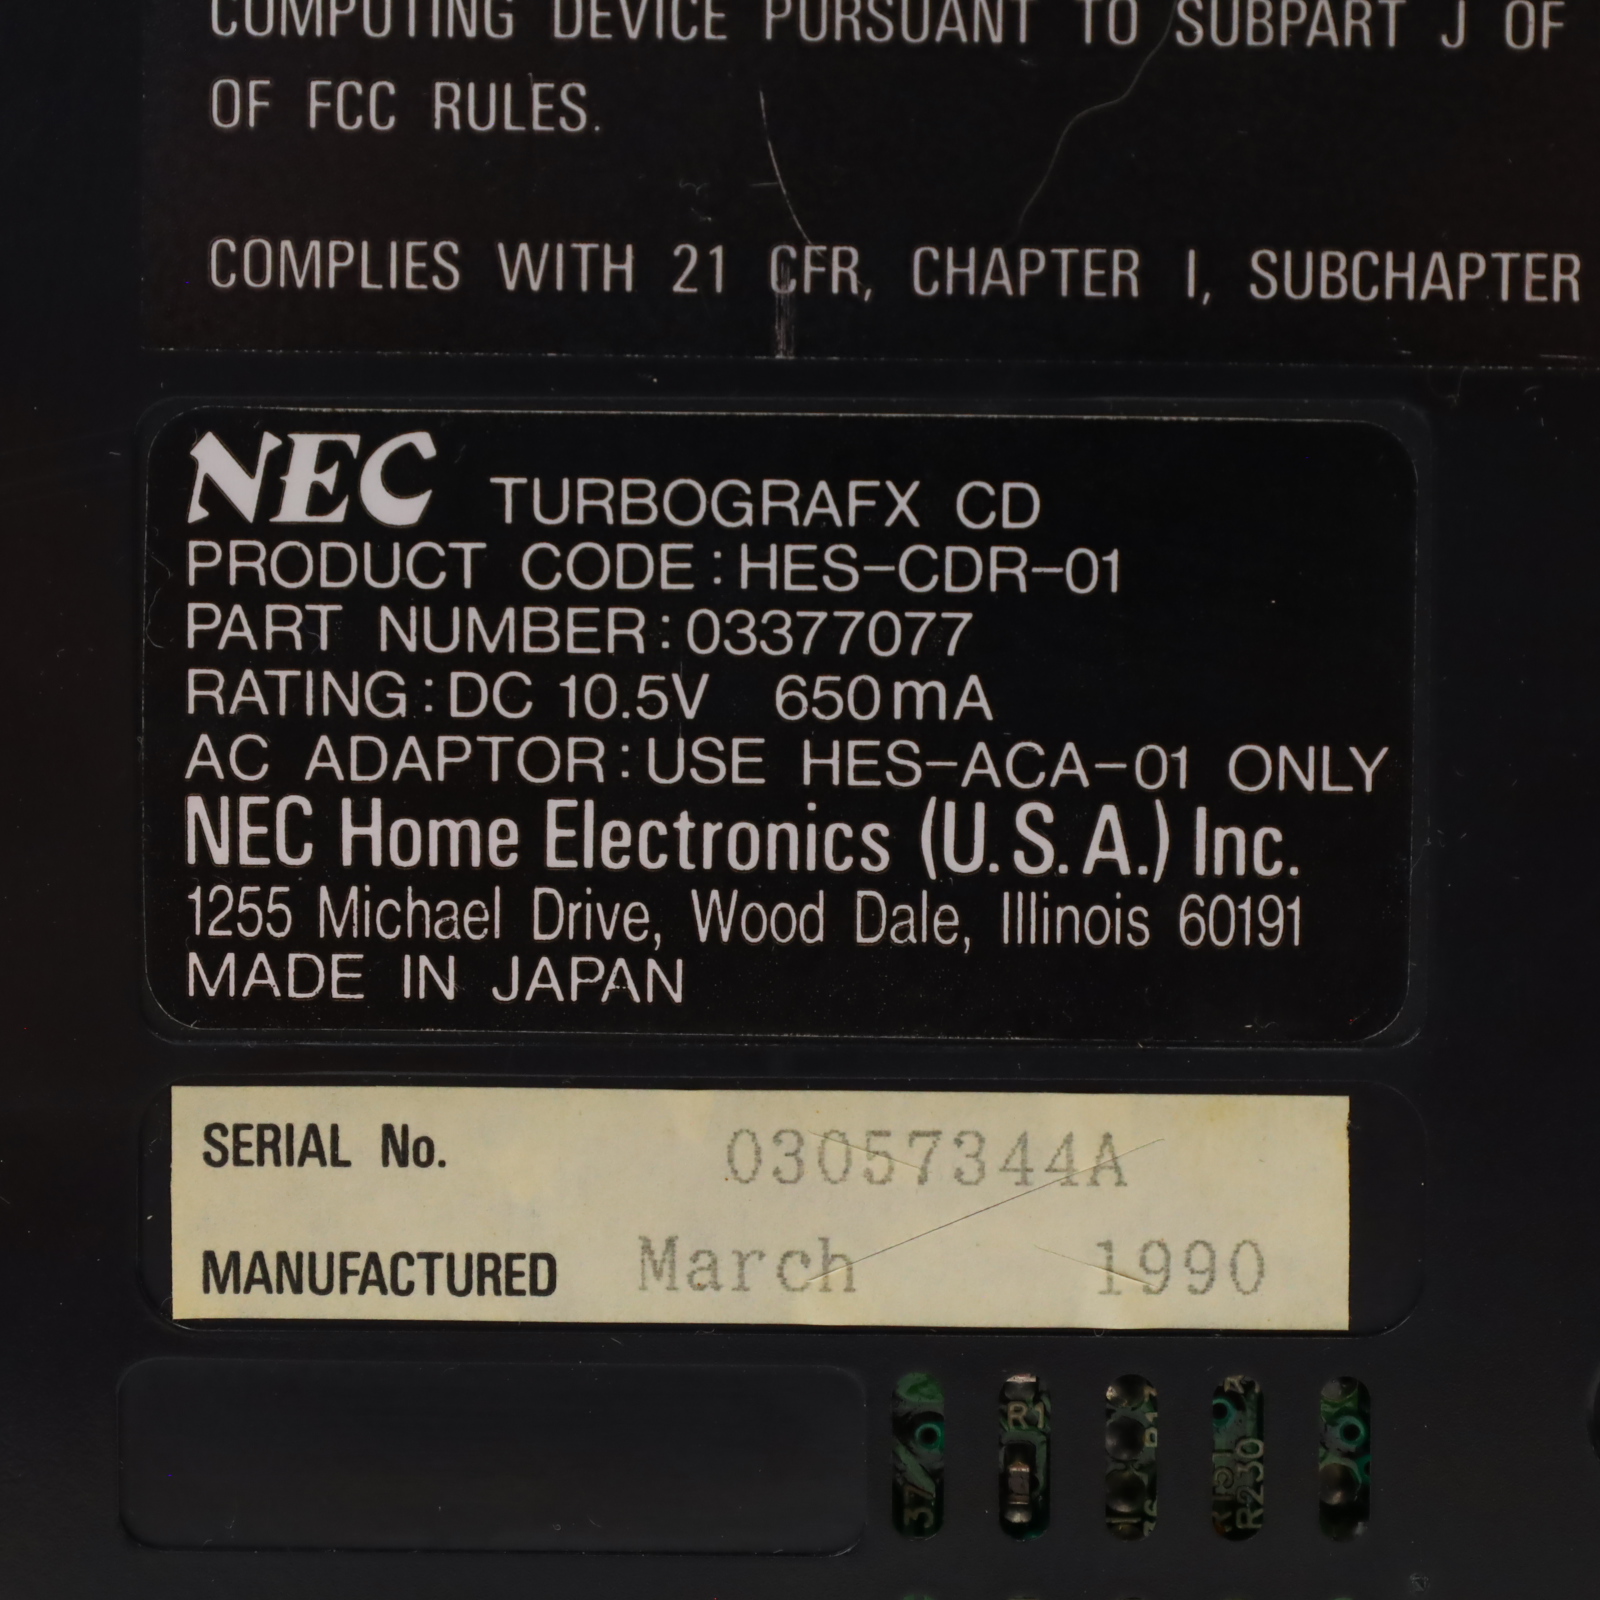 COMPUTING DEVICE PURSUANT TO SUBPART J OF
OF FCC RULES.
COMPLIES WITH 21 CFR, CHAPTER I, SUBCHAPTER
NEC TURBOGRAFX CD
PRODUCT CODE:HES-CDR-01
PART NUMBER:03377077
RATING:DC 10.5V 650mA
AC ADAPTOR:USE HES-ACA-01 ONLY
NEC Home Electronics (U.S.A.) Inc.
1255 Michael Drive, Wood Dale, Illinois 60191
MADE IN JAPAN
SERIAL No. 03057344A
MANUFACTURED March 1990
R1
R230